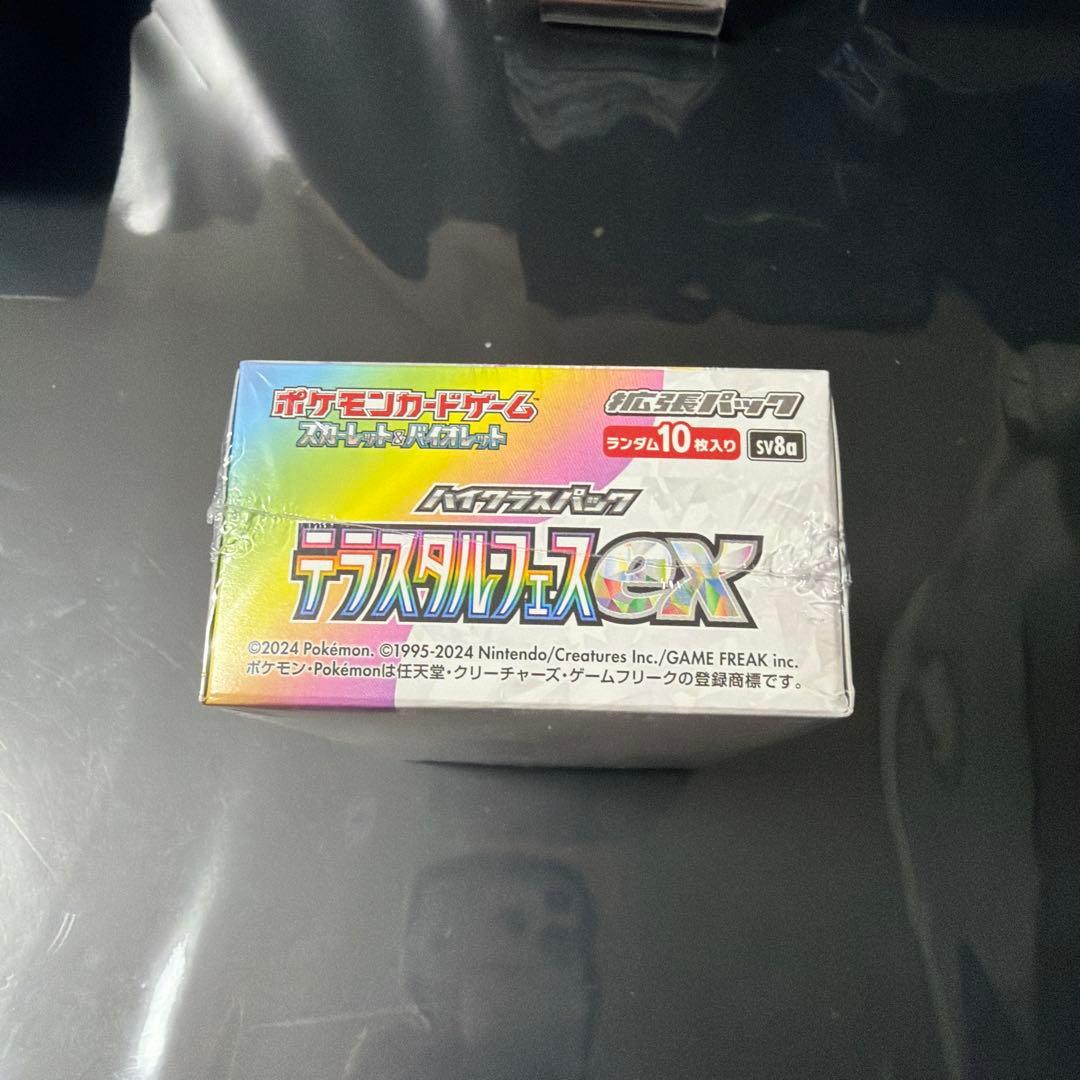 ポケモンカードゲーム
スカーレット&バイオレット
拡張パック
ランダム10枚入り sv8a
ハイクラスパック
テラスタルフェスex
©2024 Pokémon. ©1995-2024 Nintendo/Creatures Inc./GAME FREAK inc.
ポケモン・Pokémonは任天堂・クリーチャーズ・ゲームフリークの登録商標です。